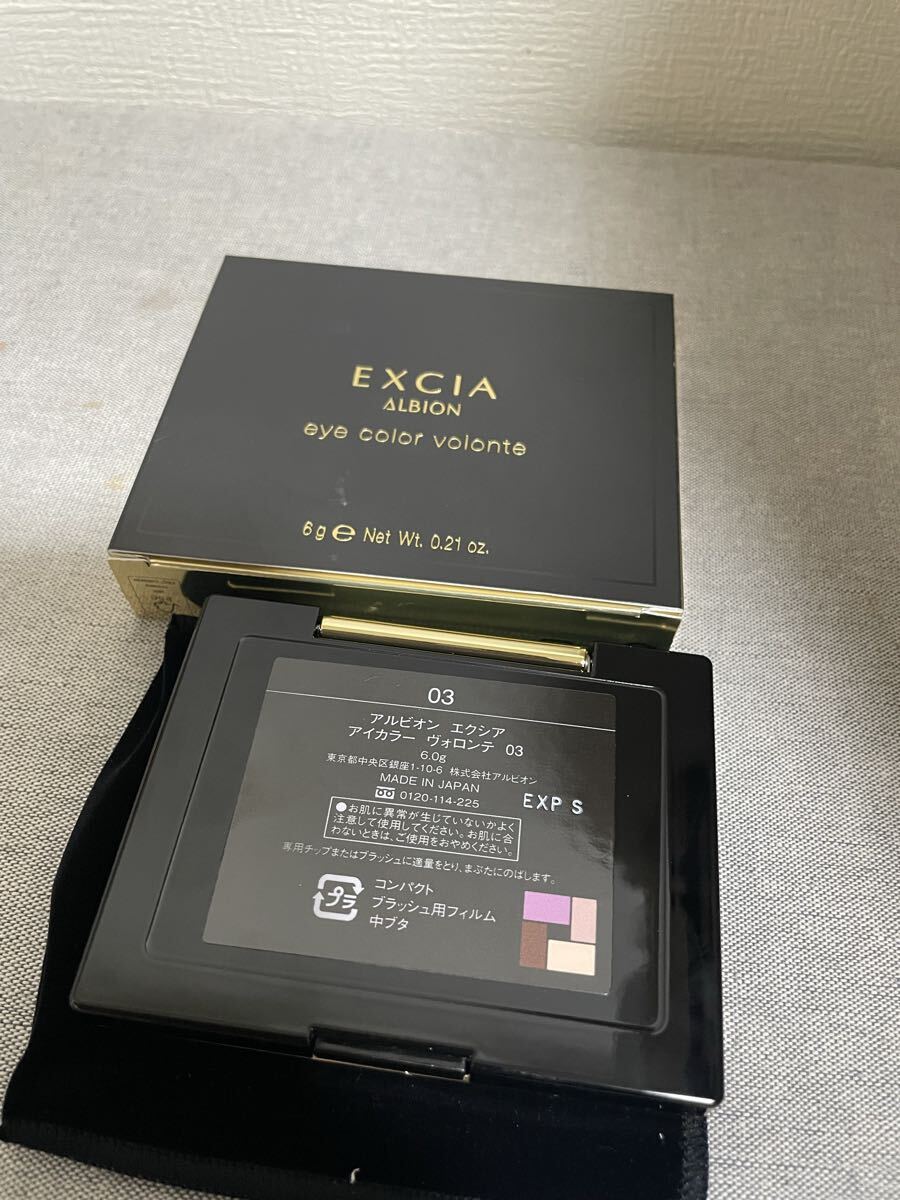 EXCIA
ALBION
eye color volonte
6 g ℮ Net Wt. 0.21 oz.
03
アルビオン エクシア
アイカラー ヴォロンテ 03
6.0g
東京都中央区銀座1-10-6 株式会社アルビオン
MADE IN JAPAN
0120-114-225
EXP S
●お肌に異常が生じていないかよく
注意して使用してください。お肌に合
わないときは、ご使用をおやめください。
専用チップまたはブラッシュに適量をとり、まぶたにのばします。
プラ
コンパクト
ブラッシュ用フィルム
中ブタ